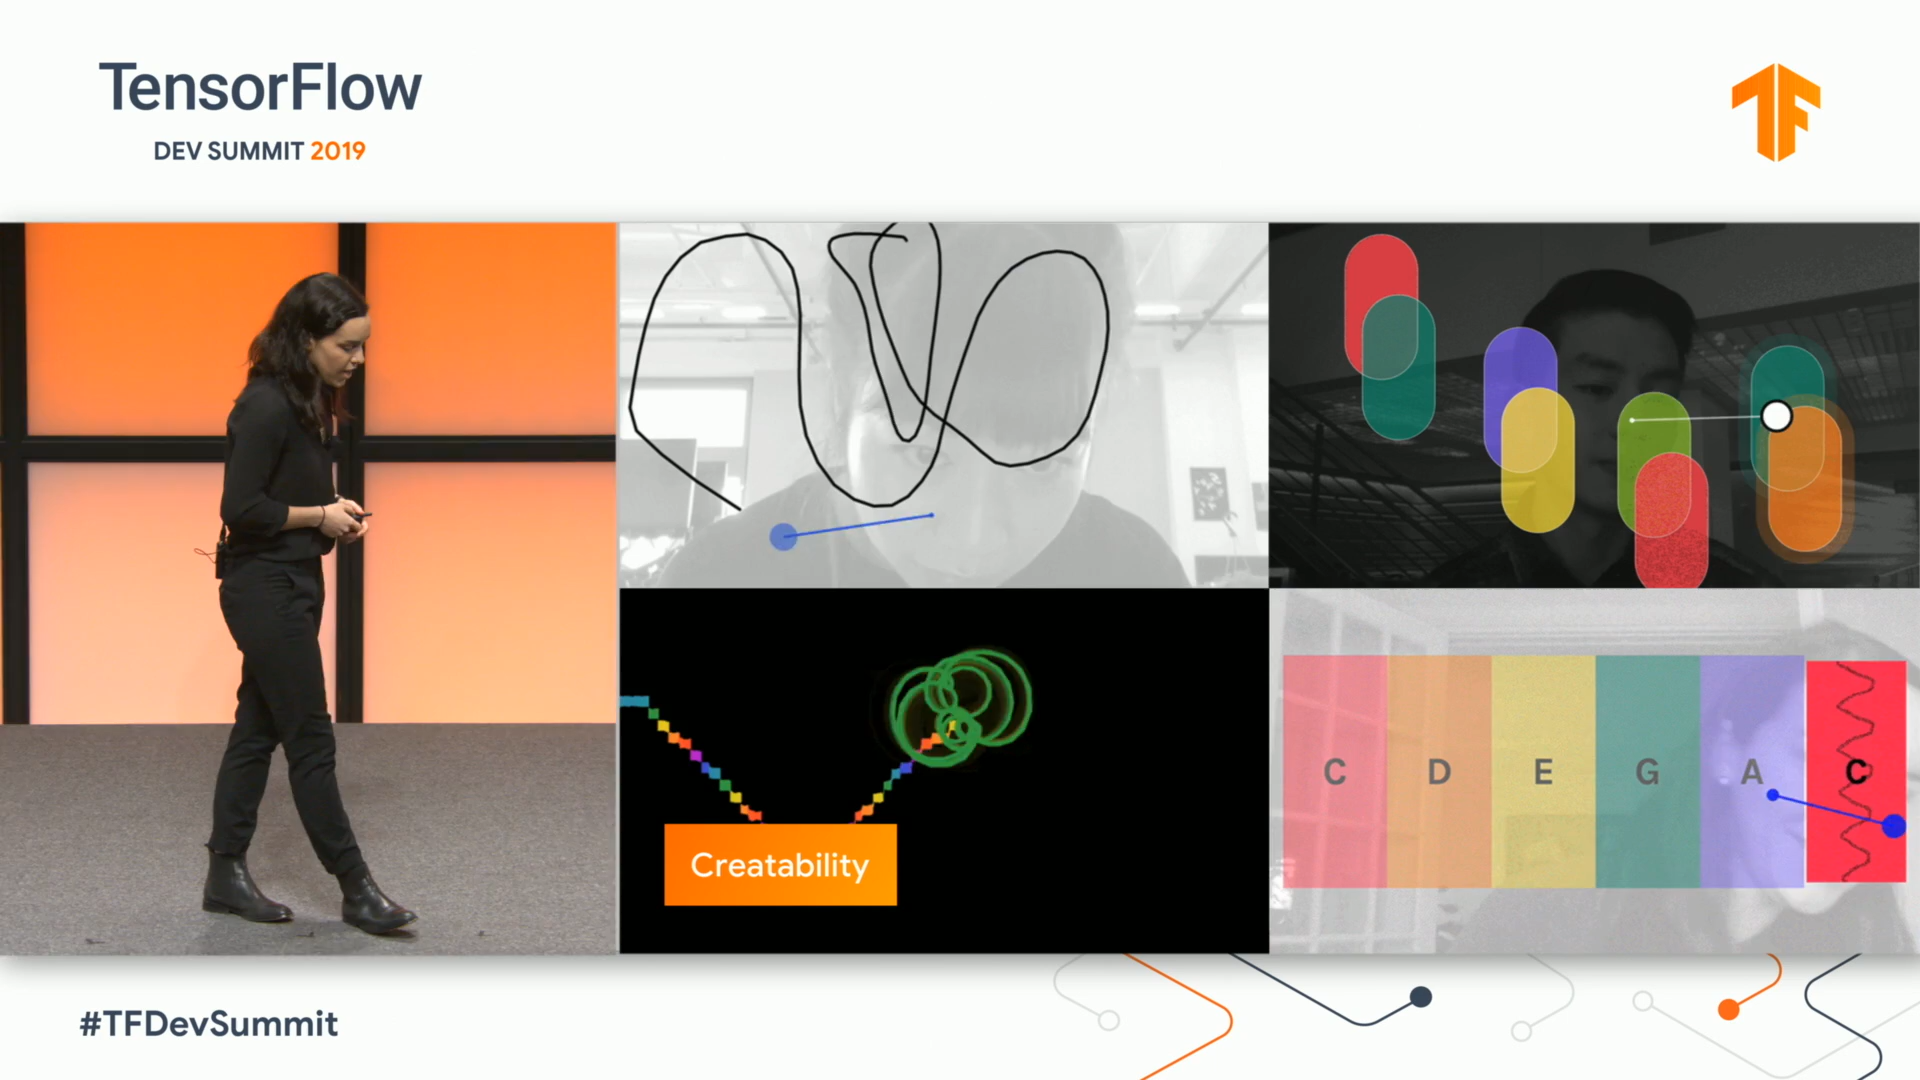 TensorFlow
DEV SUMMIT 2019
Creatability
C D E G A C
#TFDevSummit